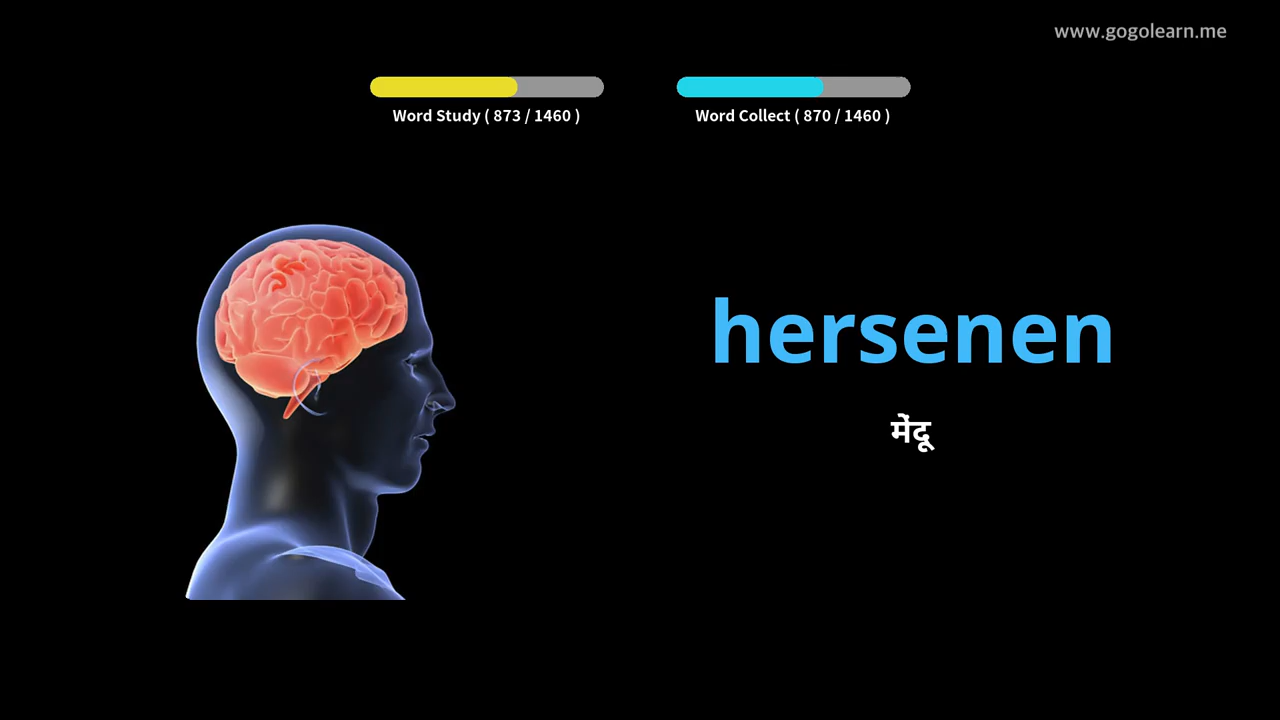 www.gogolearn.me
Word Study ( 873 / 1460 )
Word Collect ( 870 / 1460 )
hersenen
मेंदू